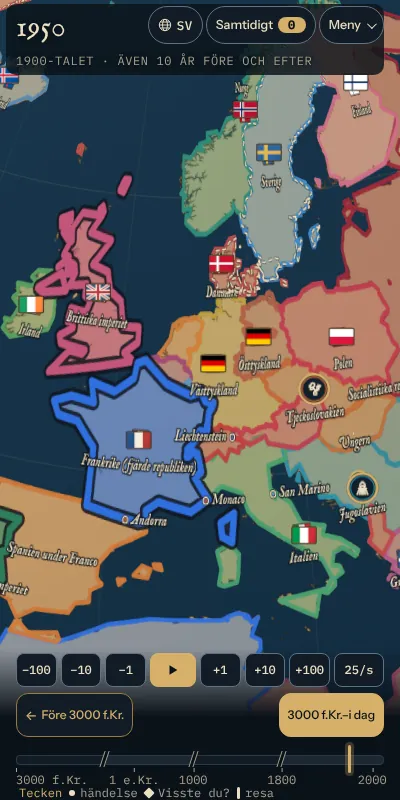 1950
SV
Samtidigt 0
Meny
1900-TALET · ÄVEN 10 ÅR FÖRE OCH EFTER
Finland
Sverige
Danmark
Irland
Brittiska imperiet
Östtyskland
Polen
Västtyskland
Tjeckoslovakien
Socialistiska
Liechtenstein
Ungern
Frankrike (fjärde republiken)
San Marino
Monaco
Jugoslavien
Andorra
Italien
Spanien under Franco
-100 -10 -1 +1 +10 +100 25/s
← Före 3000 f.Kr.
3000 f.Kr.–i dag
3000 f.Kr. 1 e.Kr. 1000 1800 2000
Tecken ● händelse ◆ Visste du? | resa